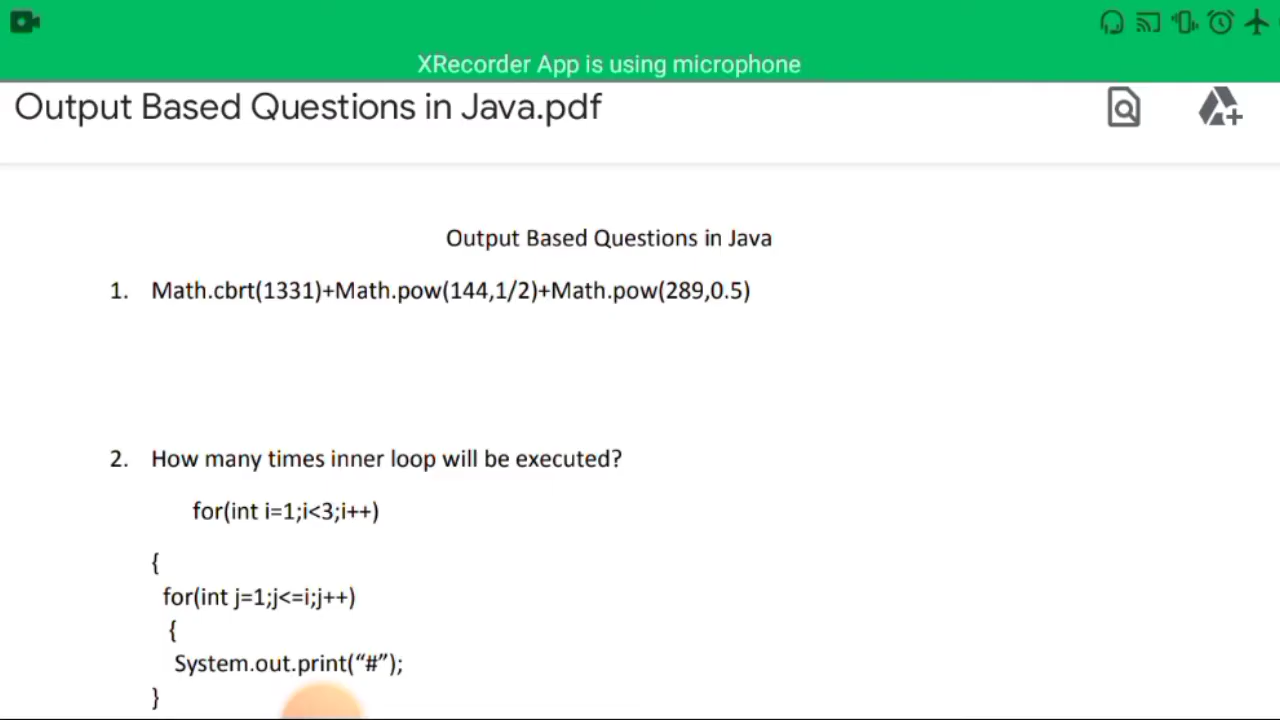 XRecorder App is using microphone
Output Based Questions in Java.pdf
Output Based Questions in Java
1. Math.cbrt(1331)+Math.pow(144,1/2)+Math.pow(289,0.5)
2. How many times inner loop will be executed?
for(int i=1;i<3;i++)
{
for(int j=1;j<=i;j++)
{
System.out.print(“#”);
}